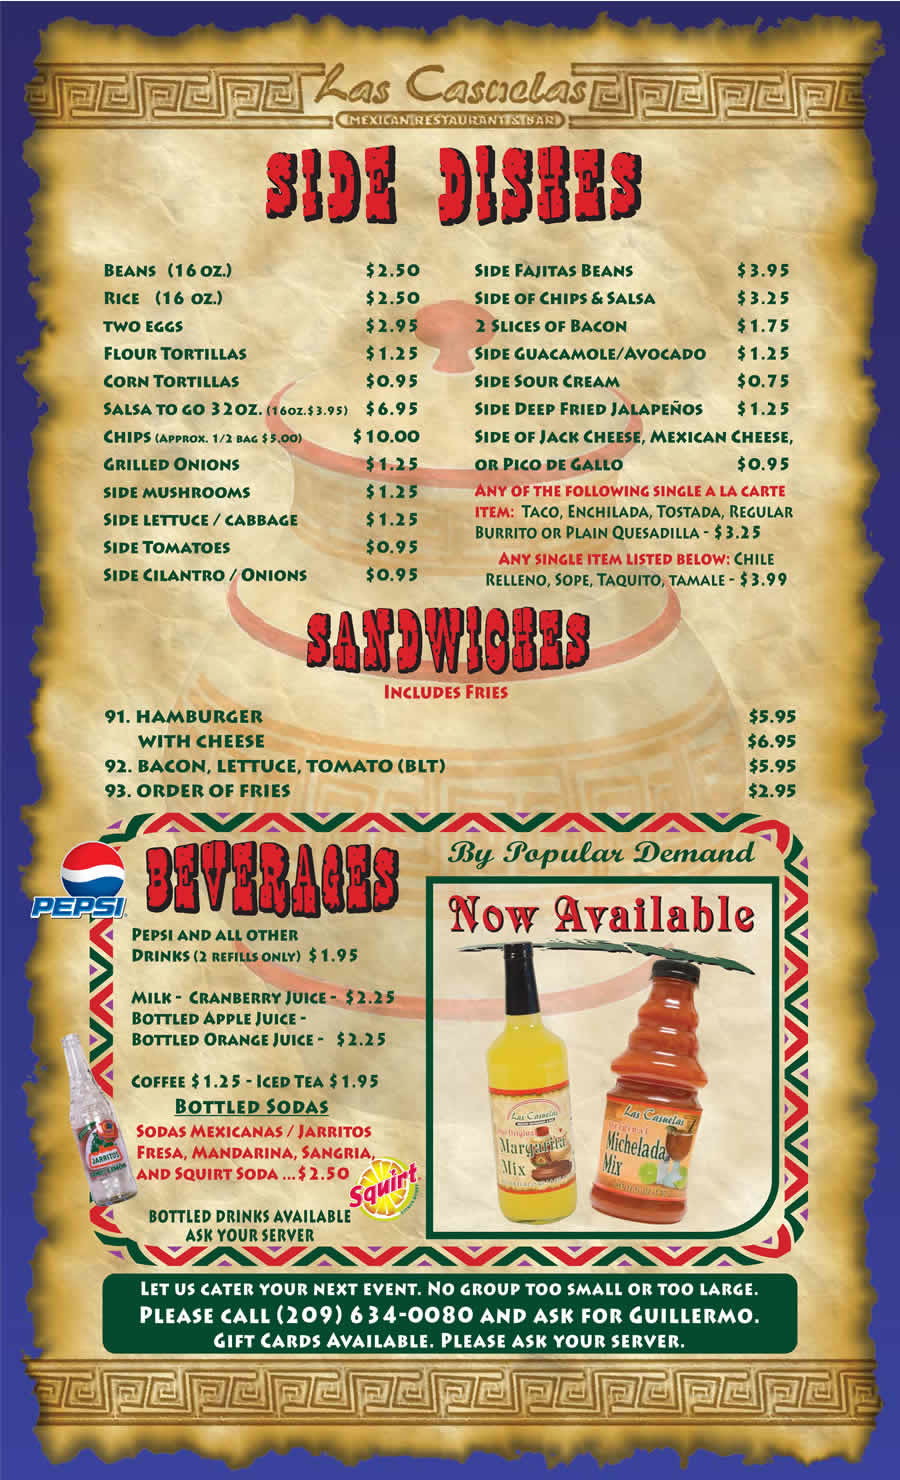 Las Casuelas
MEXICAN RESTAURANT & BAR
SIDE DISHES
BEANS (16 OZ.) $2.50
RICE (16 OZ.) $2.50
TWO EGGS $2.95
FLOUR TORTILLAS $1.25
CORN TORTILLAS $0.95
SALSA TO GO 32OZ. (16OZ.$3.95) $6.95
CHIPS (APPROX. 1/2 BAG $5.00) $10.00
GRILLED ONIONS $1.25
SIDE MUSHROOMS $1.25
SIDE LETTUCE / CABBAGE $1.25
SIDE TOMATOES $0.95
SIDE CILANTRO / ONIONS $0.95
SIDE FAJITAS BEANS $3.95
SIDE OF CHIPS & SALSA $3.25
2 SLICES OF BACON $1.75
SIDE GUACAMOLE/AVOCADO $1.25
SIDE SOUR CREAM $0.75
SIDE DEEP FRIED JALAPEÑOS $1.25
SIDE OF JACK CHEESE, MEXICAN CHEESE,
OR PICO DE GALLO $0.95
ANY OF THE FOLLOWING SINGLE A LA CARTE
ITEM: TACO, ENCHILADA, TOSTADA, REGULAR
BURRITO OR PLAIN QUESADILLA - $3.25
ANY SINGLE ITEM LISTED BELOW: CHILE
RELLENO, SOPE, TAQUITO, TAMALE - $3.99
SANDWICHES
INCLUDES FRIES
91. HAMBURGER $5.95
WITH CHEESE $6.95
92. BACON, LETTUCE, TOMATO (BLT) $5.95
93. ORDER OF FRIES $2.95
PEPSI
BEVERAGES
PEPSI AND ALL OTHER
DRINKS (2 REFILLS ONLY) $1.95
MILK - CRANBERRY JUICE - $2.25
BOTTLED APPLE JUICE -
BOTTLED ORANGE JUICE - $2.25
COFFEE $1.25 - ICED TEA $1.95
BOTTLED SODAS
SODAS MEXICANAS / JARRITOS
FRESA, MANDARINA, SANGRIA,
AND SQUIRT SODA ...$2.50
JARRITOS
Squirt
BOTTLED DRINKS AVAILABLE
ASK YOUR SERVER
By Popular Demand
Now Available
Las Casuelas
Original
Margarita
Mix
Las Casuelas
Original
Michelada
Mix
LET US CATER YOUR NEXT EVENT. NO GROUP TOO SMALL OR TOO LARGE.
PLEASE CALL (209) 634-0080 AND ASK FOR GUILLERMO.
GIFT CARDS AVAILABLE. PLEASE ASK YOUR SERVER.